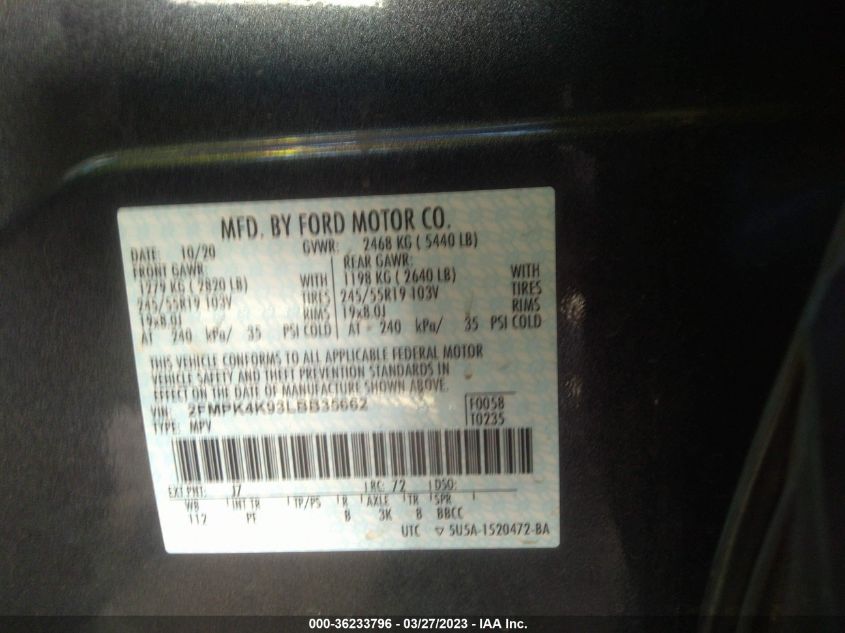 MFD. BY FORD MOTOR CO.
DATE: 10/20 GVWR: 2468 KG ( 5440 LB)
FRONT GAWR: REAR GAWR:
1279 KG ( 2820 LB) WITH 1198 KG ( 2640 LB) WITH
245/55R19 103V TIRES 245/55R19 103V TIRES
19x8.0J RIMS 19x8.0J RIMS
AT 240 kPa/ 35 PSI COLD AT 240 kPa/ 35 PSI COLD
THIS VEHICLE CONFORMS TO ALL APPLICABLE FEDERAL MOTOR
VEHICLE SAFETY AND THEFT PREVENTION STANDARDS IN
EFFECT ON THE DATE OF MANUFACTURE SHOWN ABOVE.
VIN: 2FMPK4K93LBB35662 F0058
TYPE: MPV T0235
EXT PNT: J7 RC: 72 DSO:
WB INT TR TP/PS R AXLE TR SPR
112 PF B 3K 8 BBCC
UTC ▽ 5U5A-1520472-BA
000-36233796 - 03/27/2023 - IAA Inc.